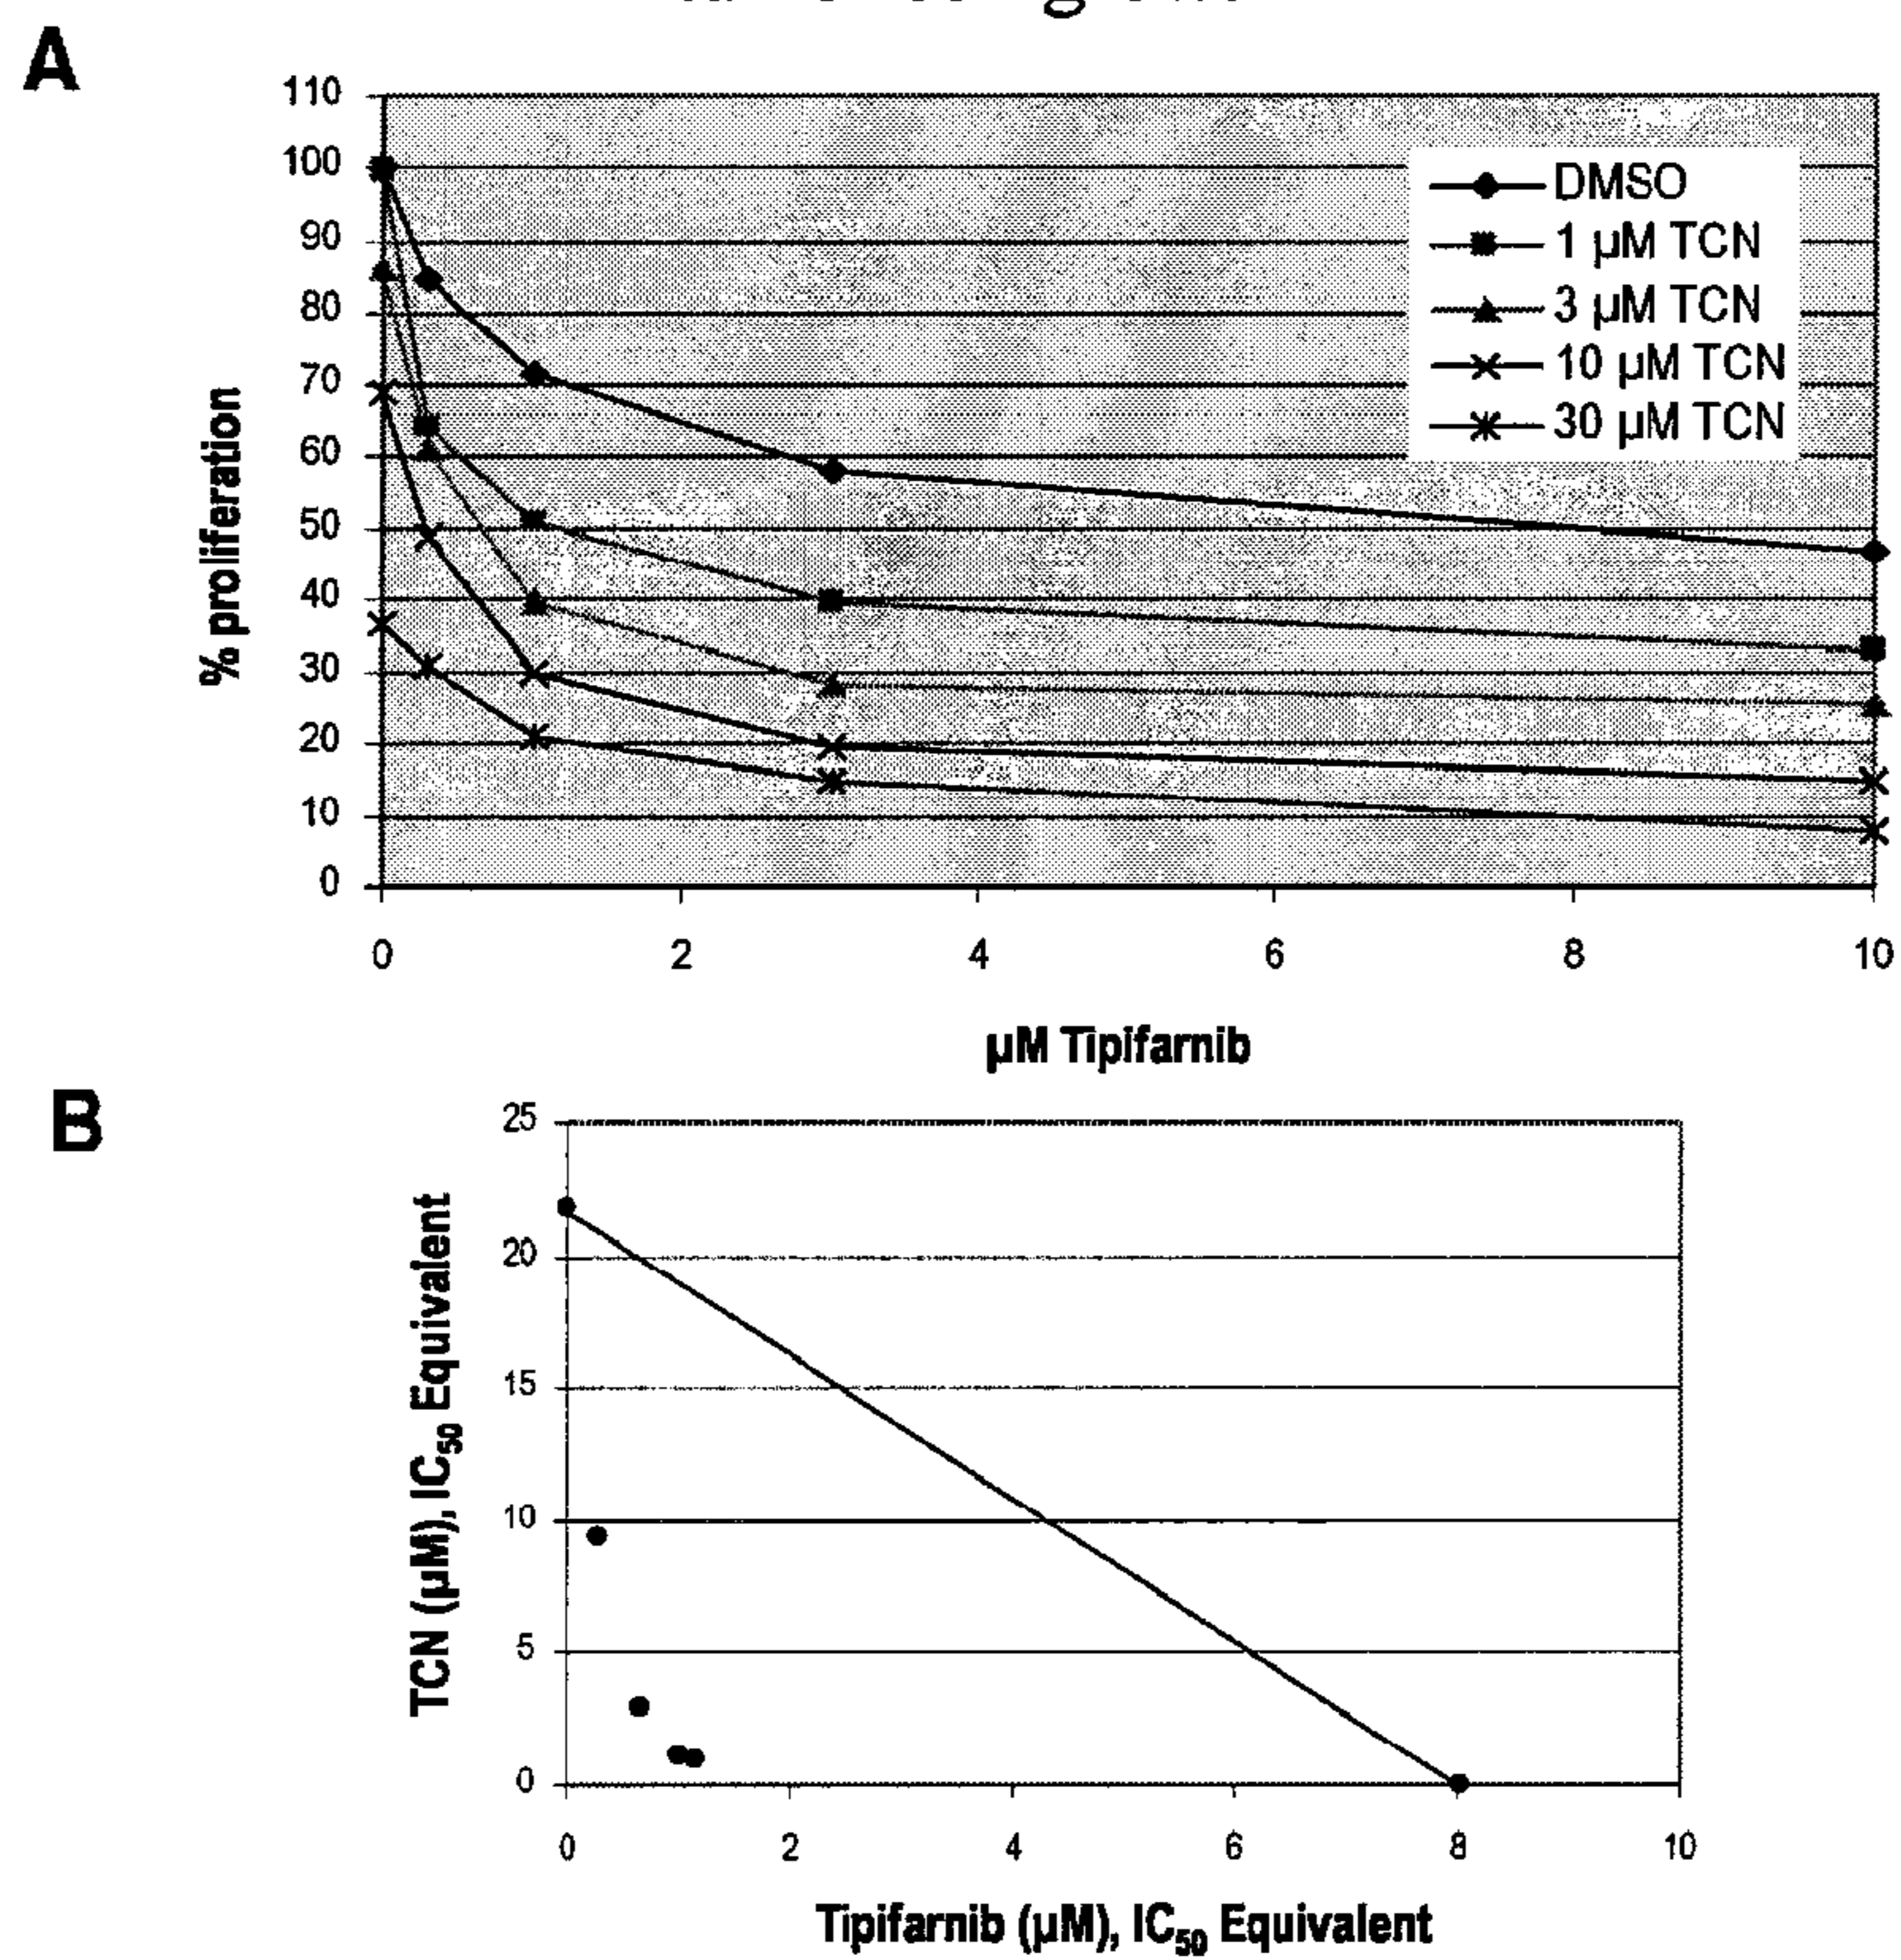 A
110
100
90
80
70
60
50
40
30
20
10
0
% proliferation
DMSO
1 µM TCN
3 µM TCN
10 µM TCN
30 µM TCN
0 2 4 6 8 10
µM Tipifarnib
B
25
20
15
10
5
0
TCN (µM), IC50 Equivalent
0 2 4 6 8 10
Tipifarnib (µM), IC50 Equivalent